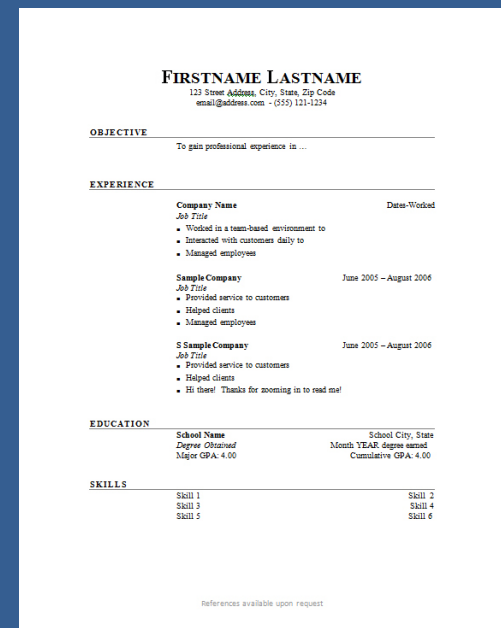 FIRSTNAME LASTNAME
123 Street Address, City, State, Zip Code
email@address.com - (555) 121-1234
OBJECTIVE
To gain professional experience in ...
EXPERIENCE
Company Name Dates-Worked
Job Title
▪ Worked in a team-based environment to
▪ Interacted with customers daily to
▪ Managed employees
Sample Company June 2005 – August 2006
Job Title
▪ Provided service to customers
▪ Helped clients
▪ Managed employees
S Sample Company June 2005 – August 2006
Job Title
▪ Provided service to customers
▪ Helped clients
▪ Hi there! Thanks for zooming in to read me!
EDUCATION
School Name School City, State
Degree Obtained Month YEAR degree earned
Major GPA: 4.00 Cumulative GPA: 4.00
SKILLS
Skill 1 Skill 2
Skill 3 Skill 4
Skill 5 Skill 6
References available upon request